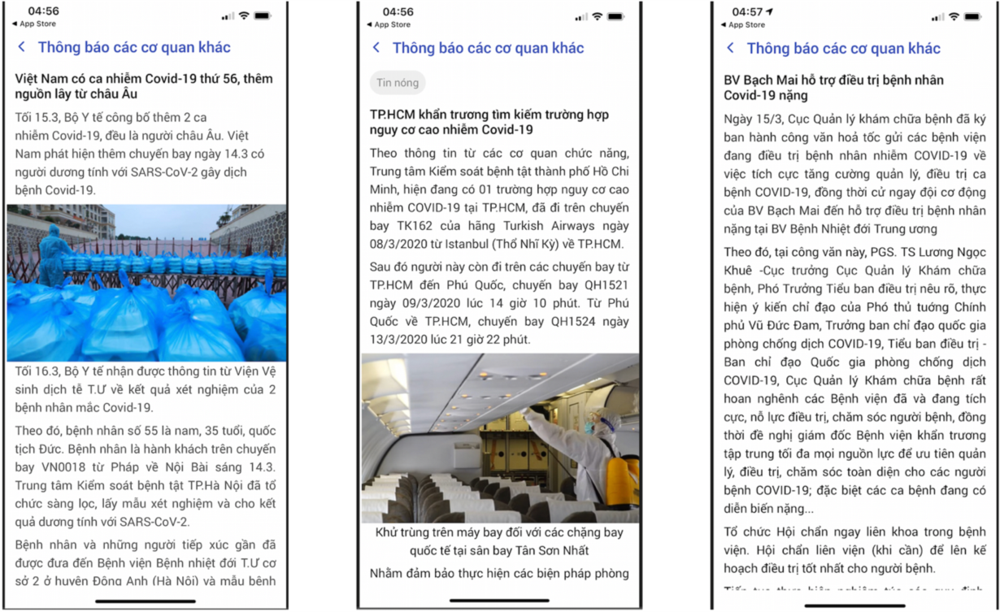 04:56
◀ App Store
Thông báo các cơ quan khác
Việt Nam có ca nhiễm Covid-19 thứ 56, thêm
nguồn lây từ châu Âu
Tối 15.3, Bộ Y tế công bố thêm 2 ca
nhiễm Covid-19, đều là người châu Âu. Việt
Nam phát hiện thêm chuyến bay ngày 14.3 có
người dương tính với SARS-CoV-2 gây dịch
bệnh Covid-19.
Tối 16.3, Bộ Y tế nhận được thông tin từ Viện Vệ
sinh dịch tễ T.Ư về kết quả xét nghiệm của 2
bệnh nhân mắc Covid-19.
Theo đó, bệnh nhân số 55 là nam, 35 tuổi, quốc
tịch Đức. Bệnh nhân là hành khách trên chuyến
bay VN0018 từ Pháp về Nội Bài sáng 14.3.
Trung tâm Kiểm soát bệnh tật TP.Hà Nội đã tổ
chức sàng lọc, lấy mẫu xét nghiệm và cho kết
quả dương tính với SARS-CoV-2.
Bệnh nhân và những người tiếp xúc gần đã
được đưa đến Bệnh viện Bệnh nhiệt đới T.Ư cơ
sở 2 ở huyện Đông Anh (Hà Nội) và mẫu bệnh
04:56
◀ App Store
Thông báo các cơ quan khác
Tin nóng
TP.HCM khẩn trương tìm kiếm trường hợp
nguy cơ cao nhiễm Covid-19
Theo thông tin từ các cơ quan chức năng,
Trung tâm Kiểm soát bệnh tật thành phố Hồ Chi
Minh, hiện đang có 01 trường hợp nguy cơ cao
nhiễm COVID-19 tại TP.HCM, đã đi trên chuyến
bay TK162 của hãng Turkish Airways ngày
08/3/2020 từ Istanbul (Thổ Nhĩ Kỳ) về TP.HCM.
Sau đó người này còn đi trên các chuyến bay từ
TP.HCM đến Phú Quốc, chuyến bay QH1521
ngày 09/3/2020 lúc 14 giờ 10 phút. Từ Phú
Quốc về TP.HCM, chuyến bay QH1524 ngày
13/3/2020 lúc 21 giờ 22 phút.
Khử trùng trên máy bay đối với các chặng bay
quốc tế tại sân bay Tân Sơn Nhất
Nhằm đảm bảo thực hiện các biện pháp phòng
04:57
◀ App Store
Thông báo các cơ quan khác
BV Bạch Mai hỗ trợ điều trị bệnh nhân
Covid-19 nặng
Ngày 15/3, Cục Quản lý khám chữa bệnh đã ký
ban hành công văn hoả tốc gửi các bệnh viện
đang điều trị bệnh nhân nhiễm COVID-19 về
việc tích cực tăng cường quản lý, điều trị ca
bệnh COVID-19, đồng thời cử ngay đội cơ động
của BV Bạch Mai đến hỗ trợ điều trị bệnh nhân
nặng tại BV Bệnh Nhiệt đới Trung ương
Theo đó, tại công văn này, PGS. TS Lương Ngọc
Khuê -Cục trưởng Cục Quản lý Khám chữa
bệnh, Phó Trưởng Tiểu ban điều trị nêu rõ, thực
hiện ý kiến chỉ đạo của Phó thủ tướng Chính
phủ Vũ Đức Đam, Trưởng ban chỉ đạo quốc gia
phòng chống dịch COVID-19, Tiểu ban điều trị -
Ban chỉ đạo Quốc gia phòng chống dịch
COVID-19, Cục Quản lý Khám chữa bệnh rất
hoan nghênh các Bệnh viện đã và đang tích
cực, nỗ lực điều trị, chăm sóc người bệnh, đồng
thời đề nghị giám đốc Bệnh viện khẩn trương
tập trung tối đa mọi nguồn lực để ưu tiên quản
lý, điều trị, chăm sóc toàn diện cho các người
bệnh COVID-19; đặc biệt các ca bệnh đang có
diễn biến nặng...
Tổ chức Hội chẩn ngay liên khoa trong bệnh
viện. Hội chẩn liên viện (khi cần) để lên kế
hoạch điều trị tốt nhất cho người bệnh.